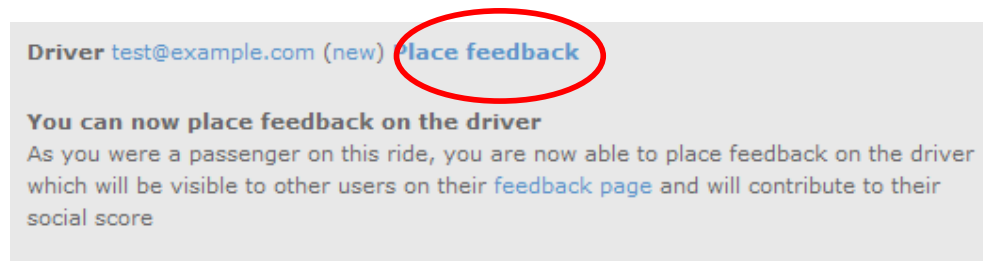 Driver test@example.com (new) Place feedback
You can now place feedback on the driver
As you were a passenger on this ride, you are now able to place feedback on the driver
which will be visible to other users on their feedback page and will contribute to their
social score